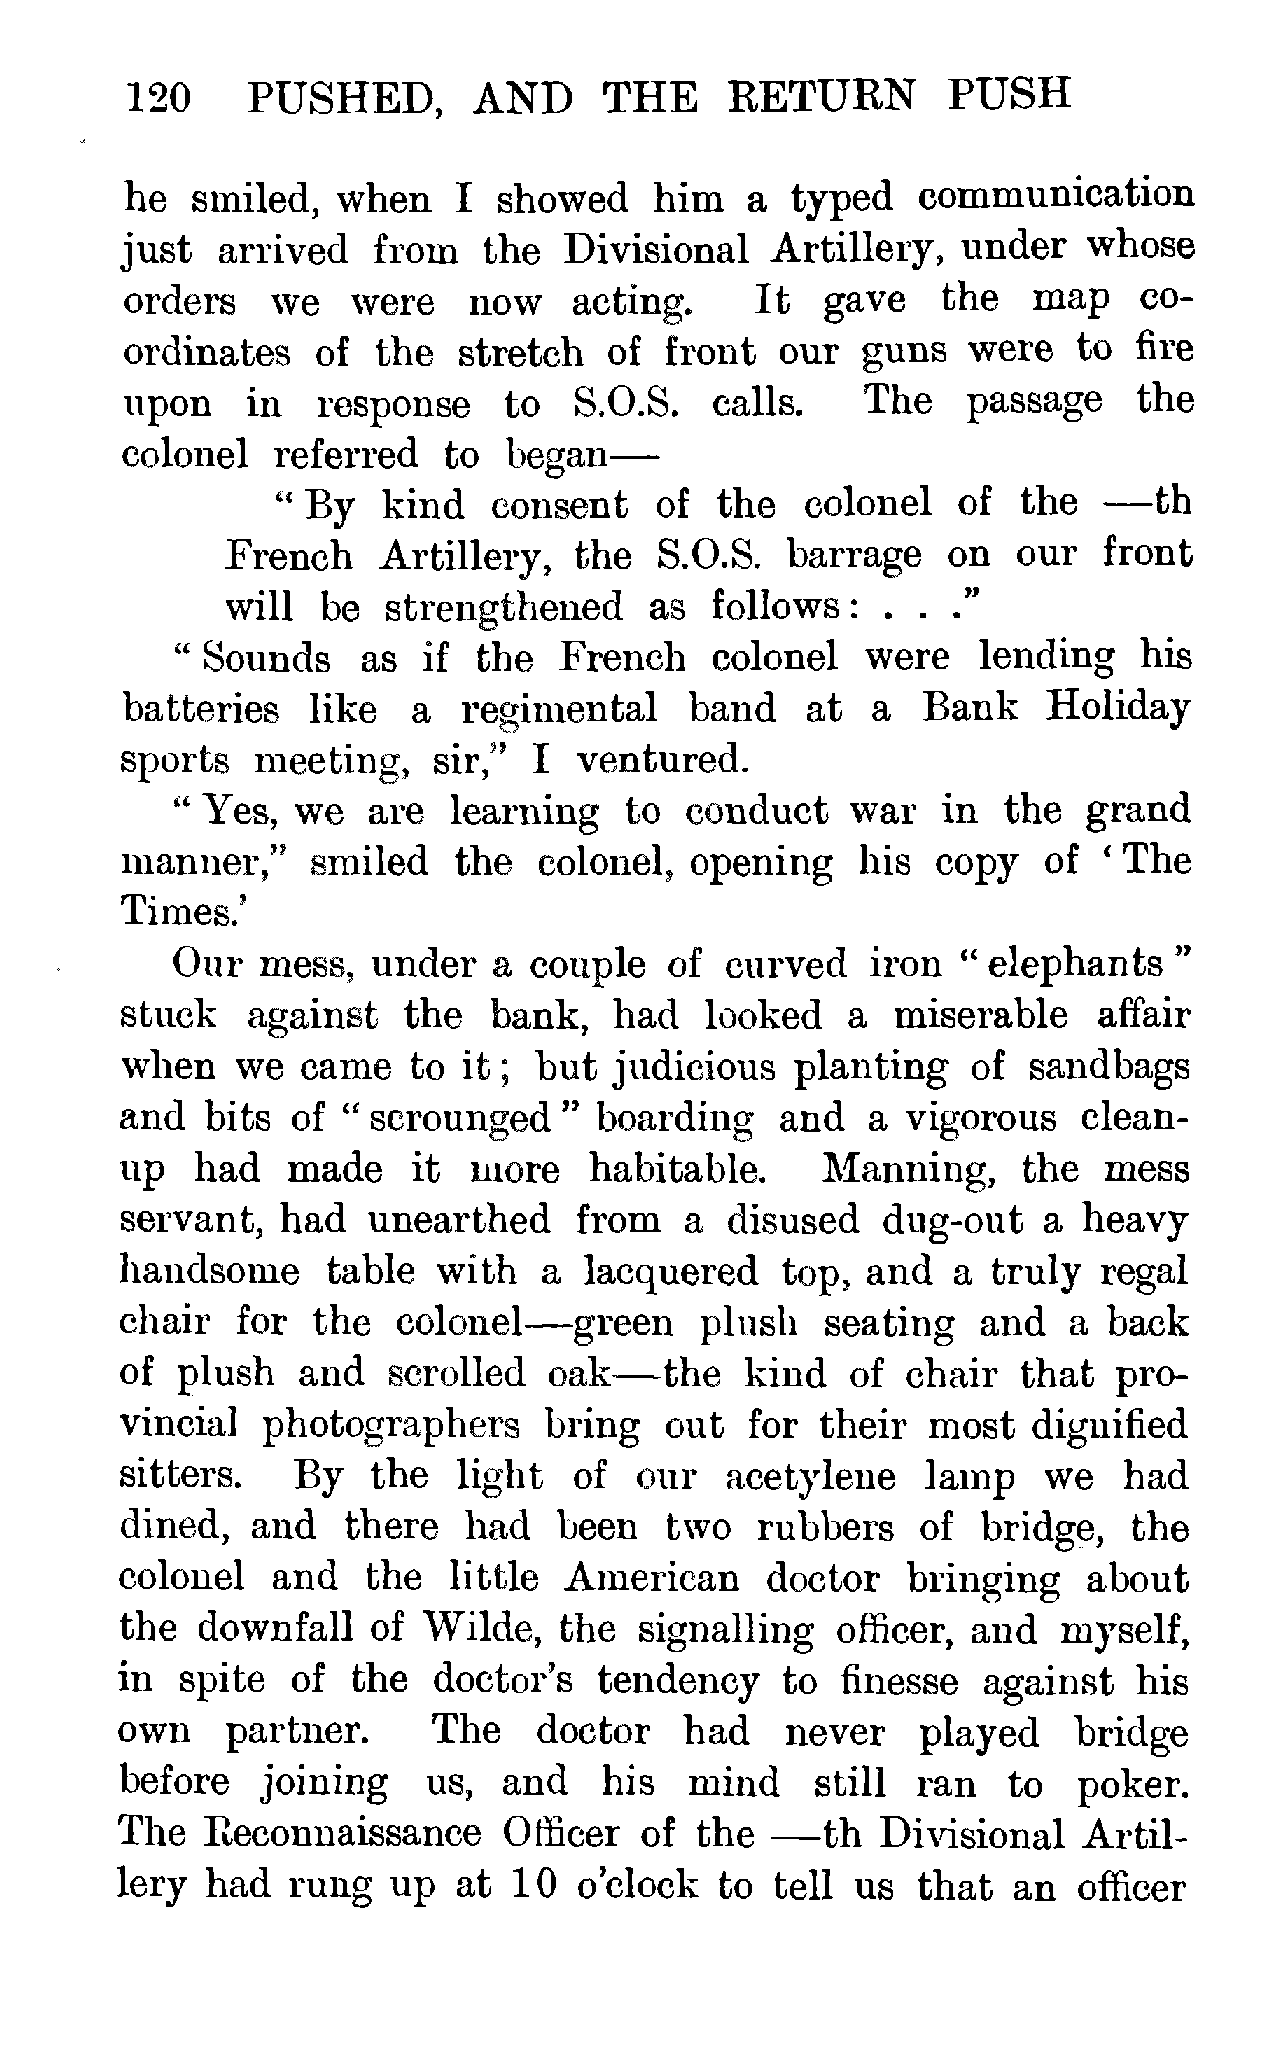 120 PUSHED, AND THE RETURN PUSH
he smiled, when I showed him a typed communication
just arrived from the Divisional Artillery, under whose
orders we were now acting. It gave the map co-
ordinates of the stretch of front our guns were to fire
upon in response to S.O.S. calls. The passage the
colonel referred to began—
“ By kind consent of the colonel of the —th
French Artillery, the S.O.S. barrage on our front
will be strengthened as follows : . . .”
“ Sounds as if the French colonel were lending his
batteries like a regimental band at a Bank Holiday
sports meeting, sir,” I ventured.
“ Yes, we are learning to conduct war in the grand
manner,” smiled the colonel, opening his copy of ‘ The
Times.’
Our mess, under a couple of curved iron “ elephants ”
stuck against the bank, had looked a miserable affair
when we came to it ; but judicious planting of sandbags
and bits of “ scrounged ” boarding and a vigorous clean-
up had made it more habitable. Manning, the mess
servant, had unearthed from a disused dug-out a heavy
handsome table with a lacquered top, and a truly regal
chair for the colonel—green plush seating and a back
of plush and scrolled oak—the kind of chair that pro-
vincial photographers bring out for their most dignified
sitters. By the light of our acetylene lamp we had
dined, and there had been two rubbers of bridge, the
colonel and the little American doctor bringing about
the downfall of Wilde, the signalling officer, and myself,
in spite of the doctor’s tendency to finesse against his
own partner. The doctor had never played bridge
before joining us, and his mind still ran to poker.
The Reconnaissance Officer of the —th Divisional Artil-
lery had rung up at 10 o’clock to tell us that an officer